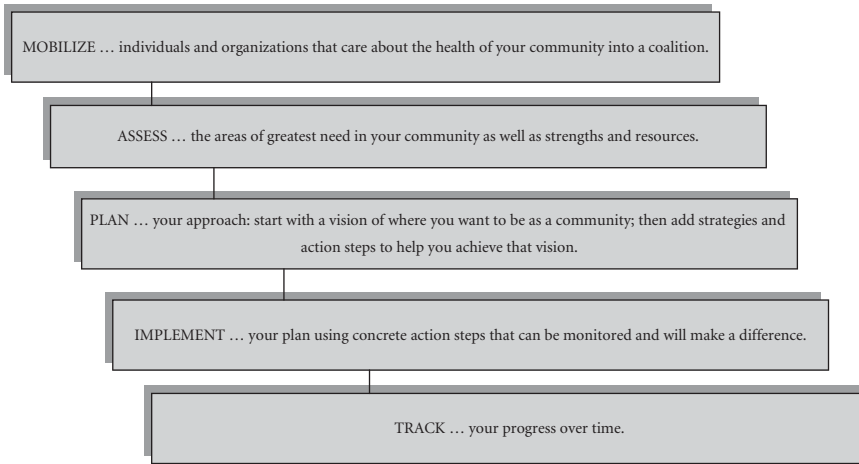 MOBILIZE … individuals and organizations that care about the health of your community into a coalition.
ASSESS … the areas of greatest need in your community as well as strengths and resources.
PLAN … your approach: start with a vision of where you want to be as a community; then add strategies and
action steps to help you achieve that vision.
IMPLEMENT … your plan using concrete action steps that can be monitored and will make a difference.
TRACK … your progress over time.